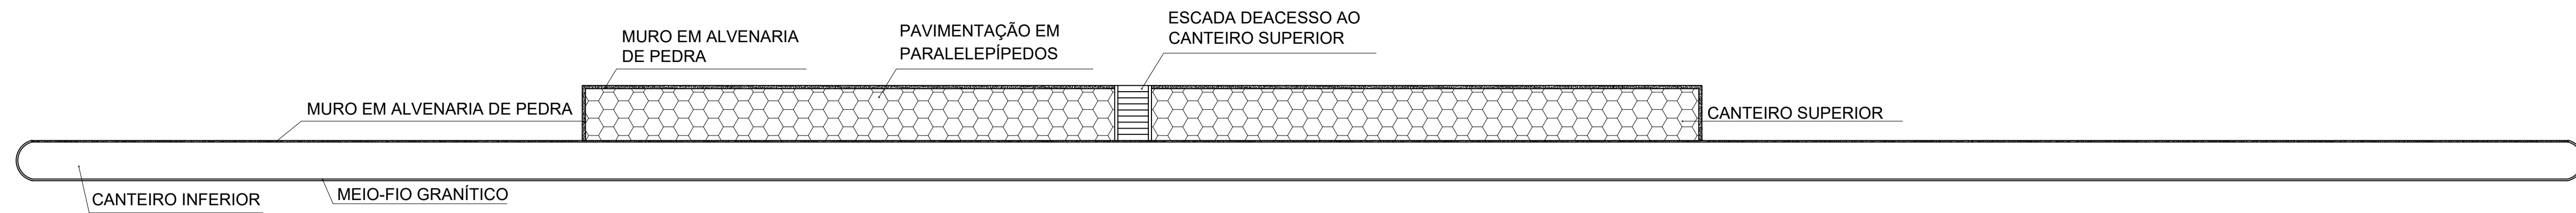 ESCADA DEACESSO AO
CANTEIRO SUPERIOR
PAVIMENTAÇÃO EM
PARALELEPÍPEDOS
MURO EM ALVENARIA
DE PEDRA
MURO EM ALVENARIA DE PEDRA
CANTEIRO SUPERIOR
CANTEIRO INFERIOR
MEIO-FIO GRANÍTICO